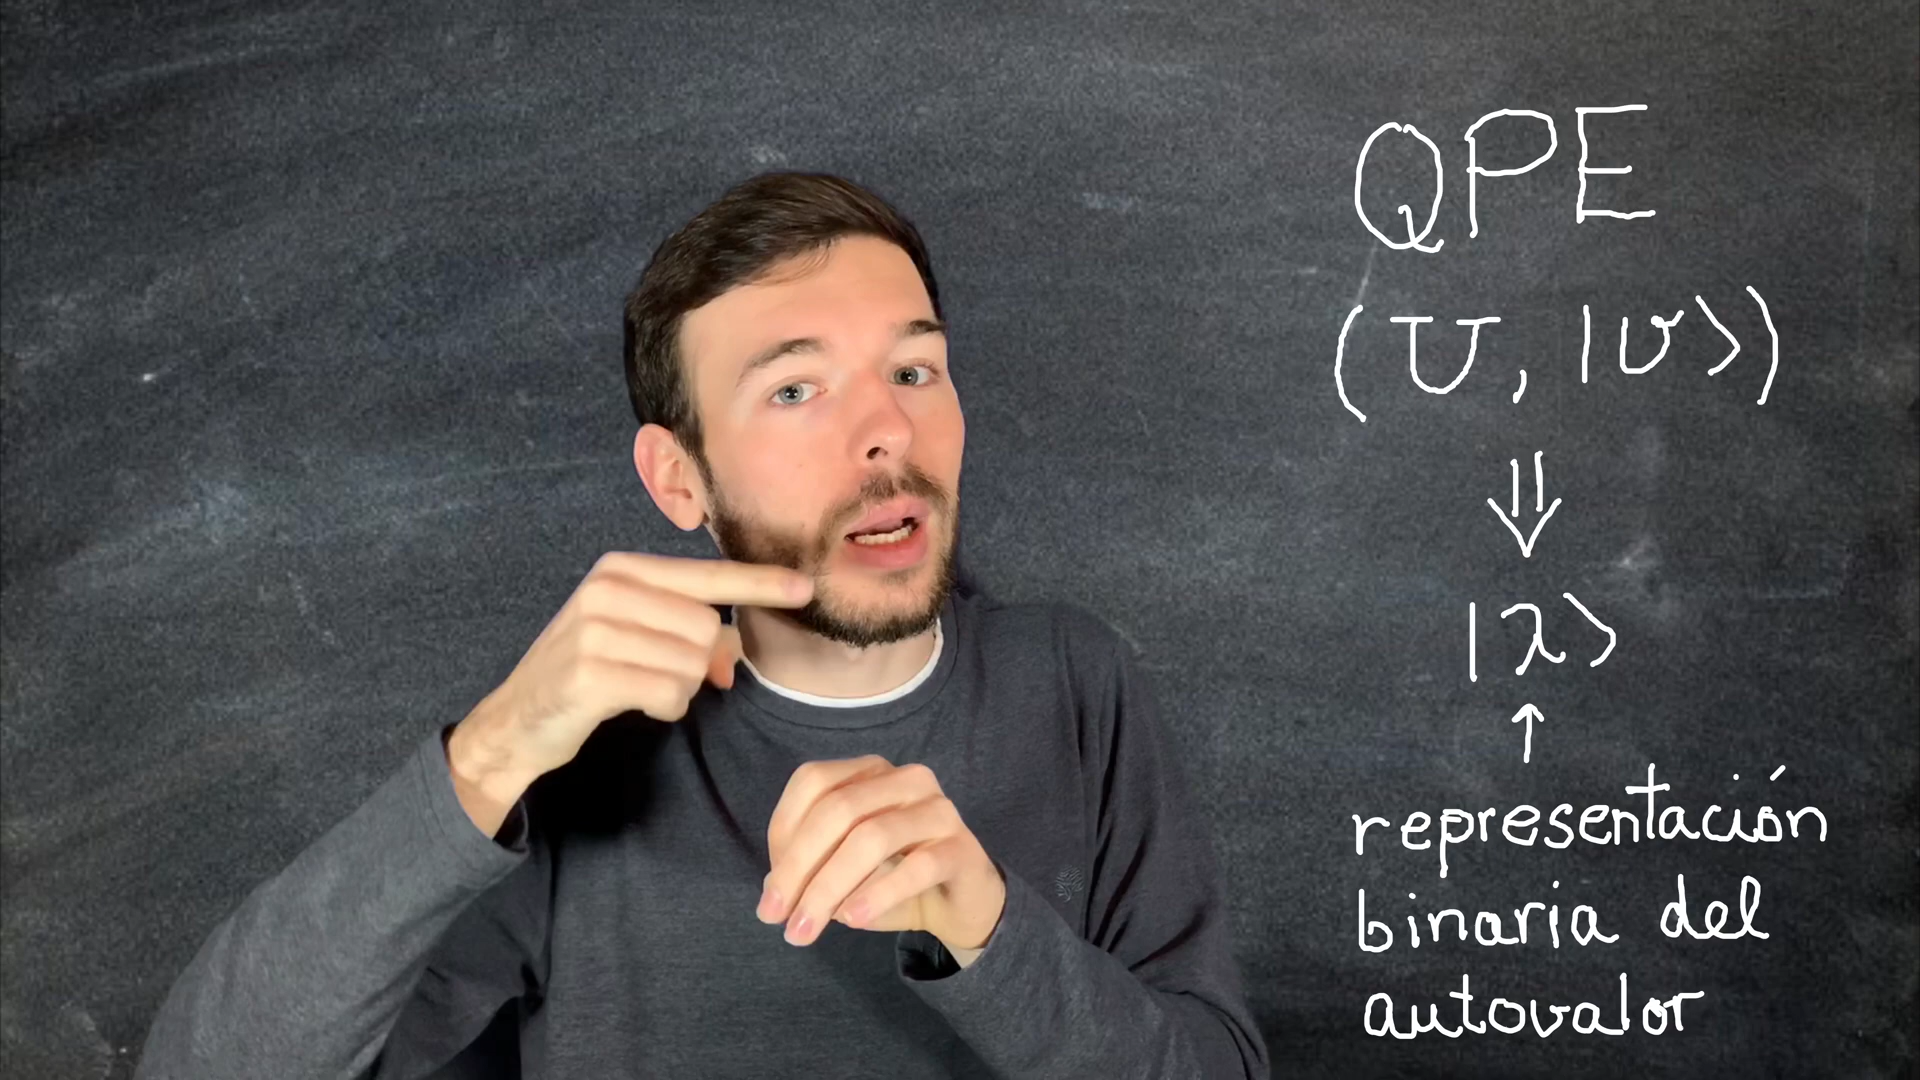 QPE
(U, |v>)
⇓
|λ>
↑
representación
binaria del
autovalor